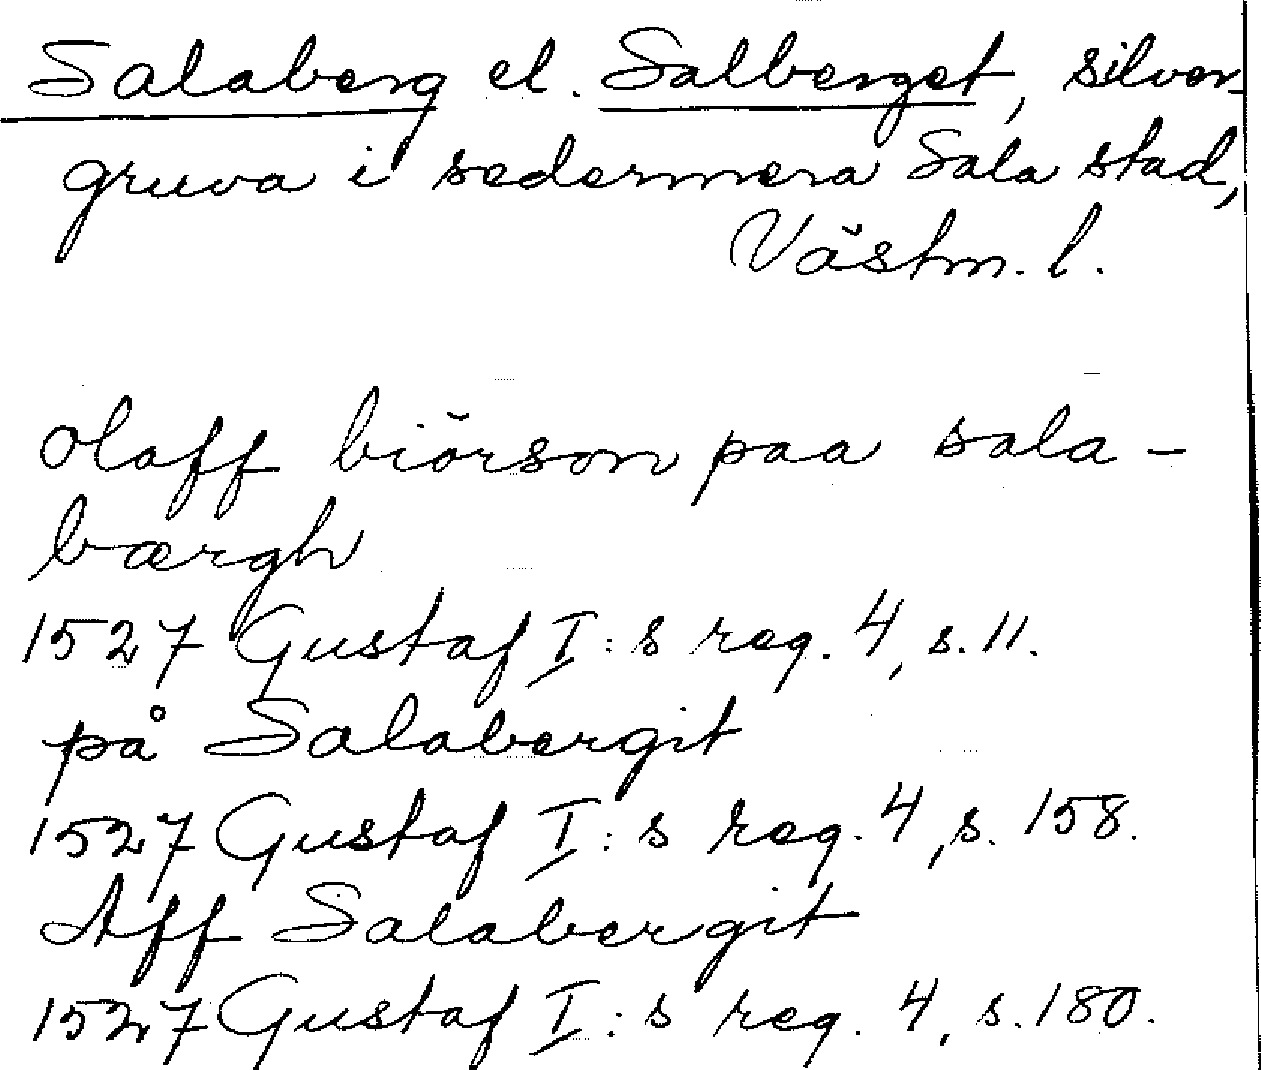 Salaberg el. Salberget, silver-
gruva i sedermera Sala stad,
Västm. l.
olaff biörson paa sala-
bærgh
1527 Gustaf I:s reg. 4, s. 11.
på Salabergit
1527 Gustaf I:s reg. 4, s. 158.
Aff Salabergit
1527 Gustaf I:s reg. 4, s. 180.